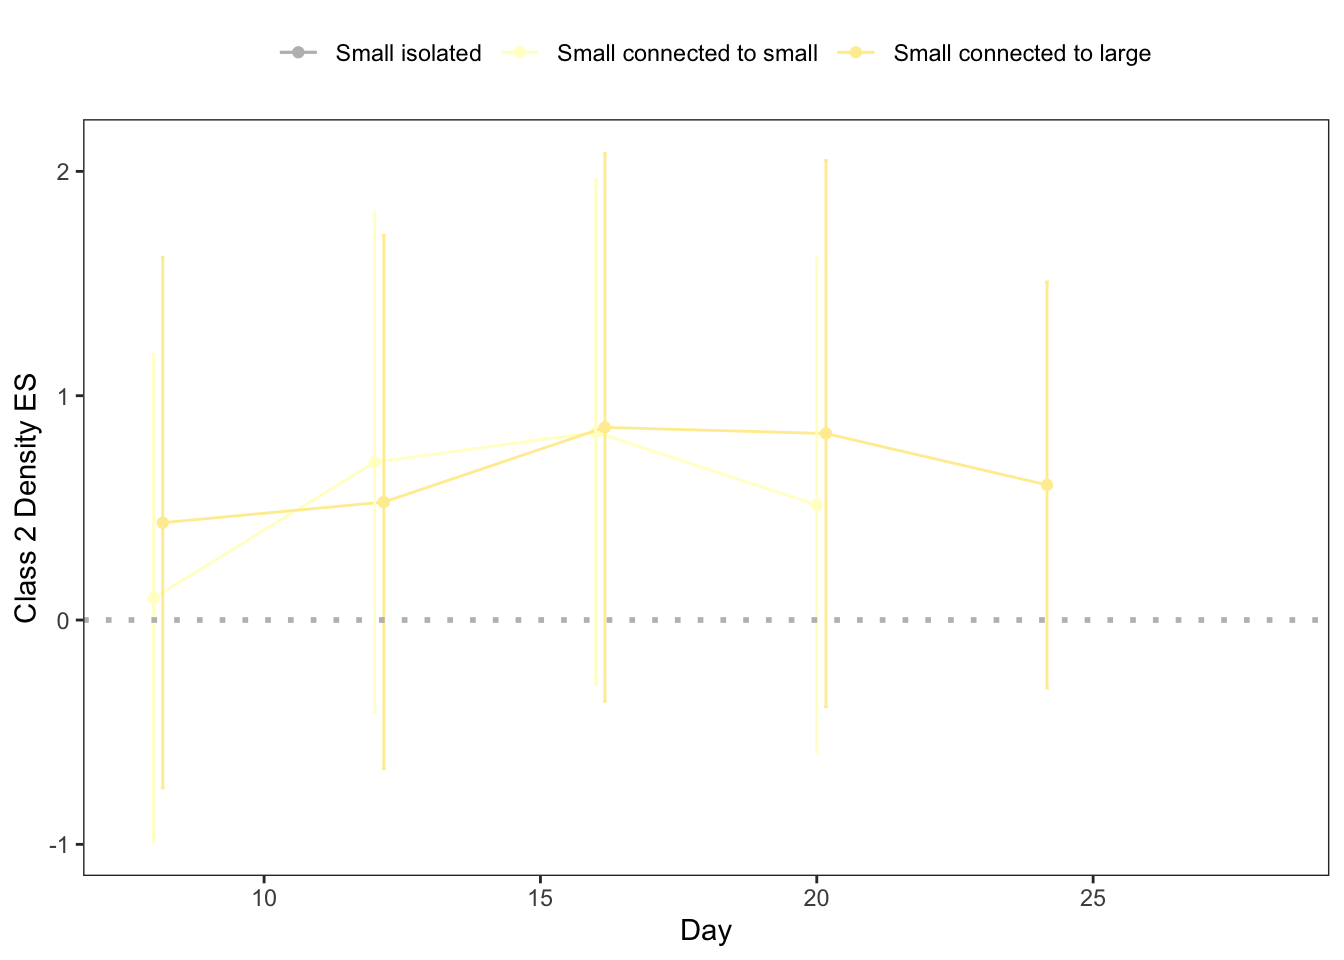 Small isolated Small connected to small Small connected to large
Class 2 Density ES
2
1
0
-1
10 15 20 25
Day